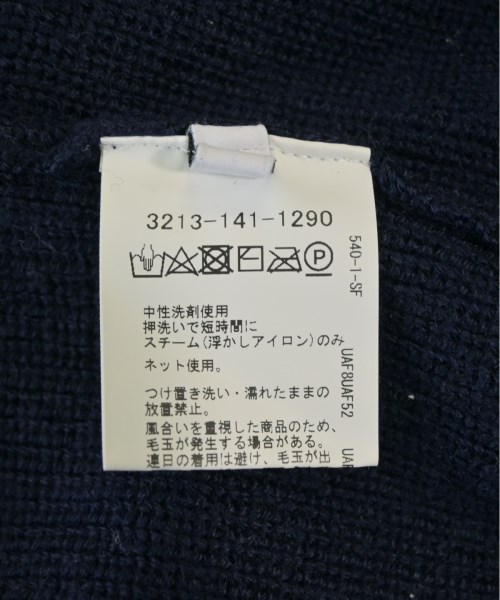 3213-141-1290
中性洗剤使用
押洗いで短時間に
スチーム(浮かしアイロン)のみ
ネット使用。
つけ置き洗い・濡れたままの
放置禁止。
風合いを重視した商品のため、
毛玉が発生する場合がある。
連日の着用は避け、毛玉が出
540-1-SF
UAF8UAF52
UAF